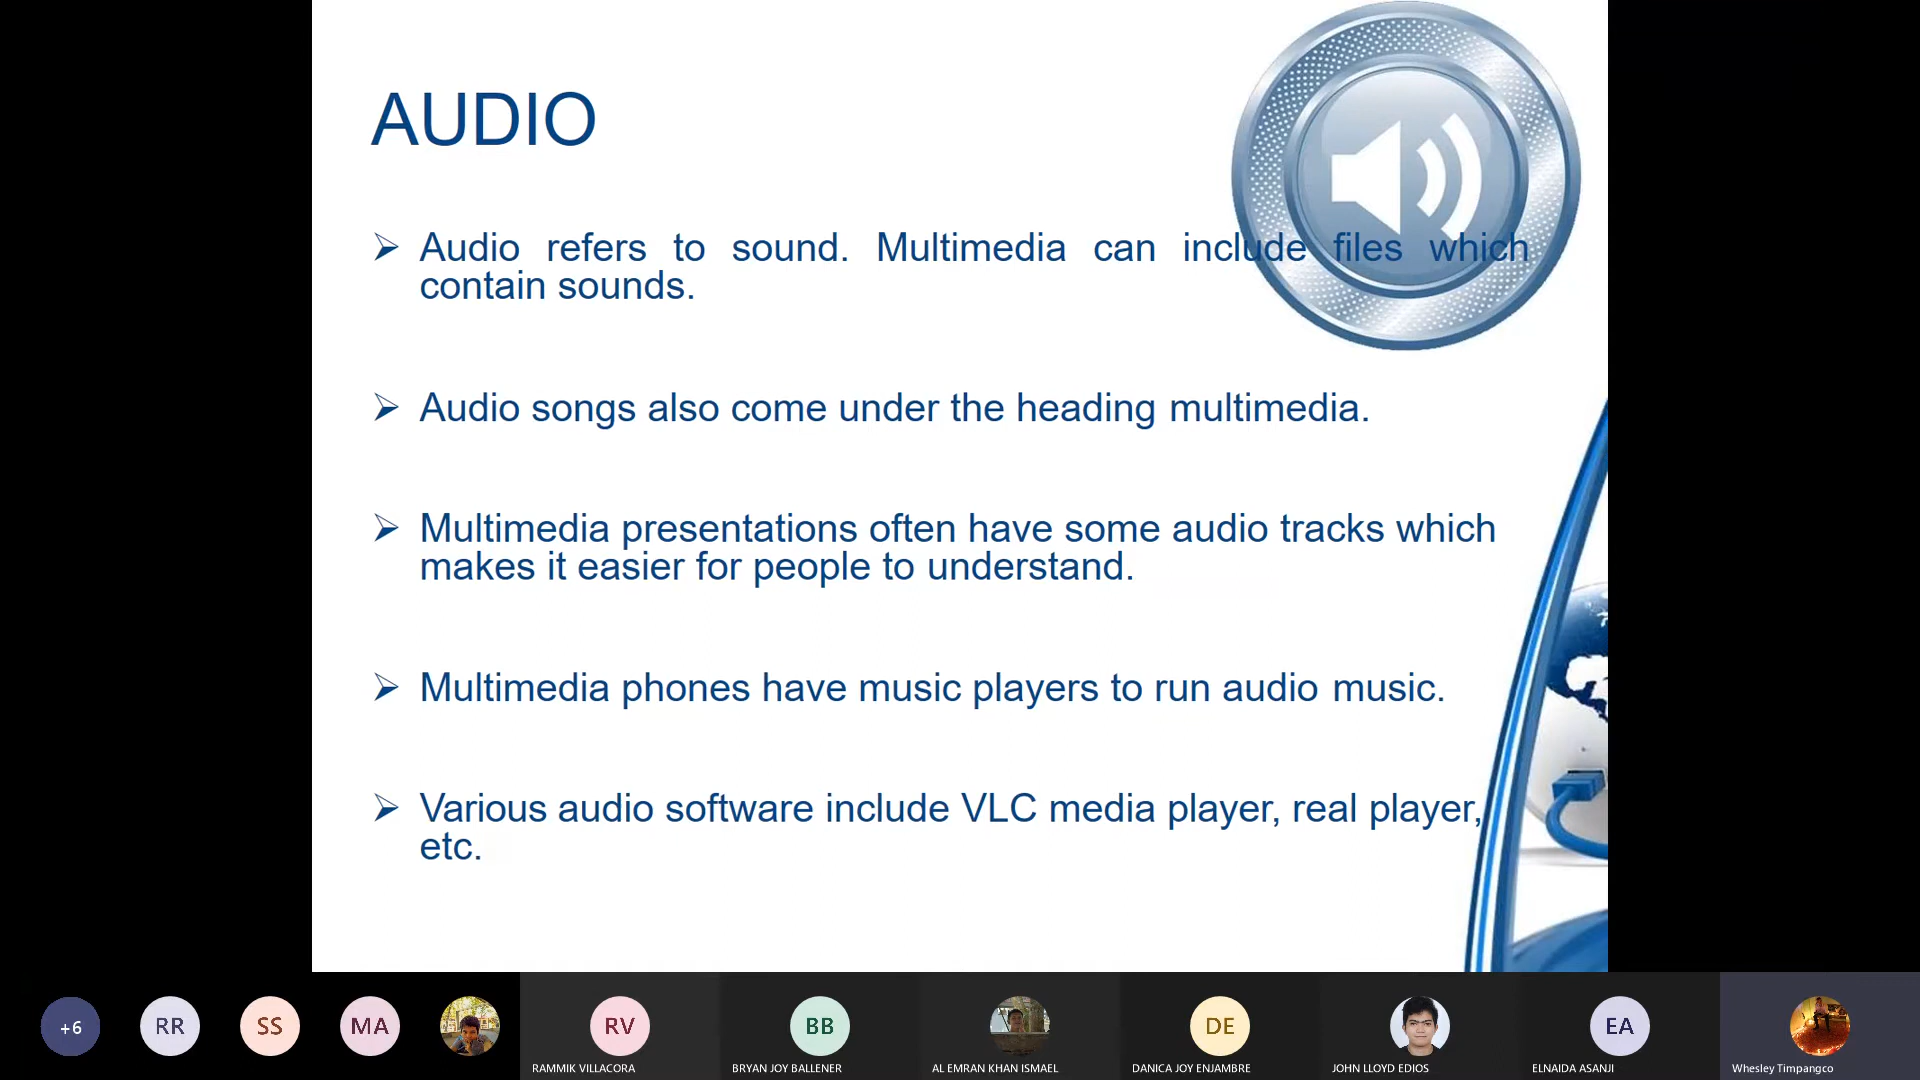 AUDIO
Audio refers to sound. Multimedia can include files which
contain sounds.
Audio songs also come under the heading multimedia.
Multimedia presentations often have some audio tracks which
makes it easier for people to understand.
Multimedia phones have music players to run audio music.
Various audio software include VLC media player, real player,
etc.
+6
RR
SS
MA
RV
BB
DE
EA
RAMMIK VILLACORA
BRYAN JOY BALLENER
AL EMRAN KHAN ISMAEL
DANICA JOY ENJAMBRE
JOHN LLOYD EDIOS
ELNAIDA ASANJI
Whesley Timpangco